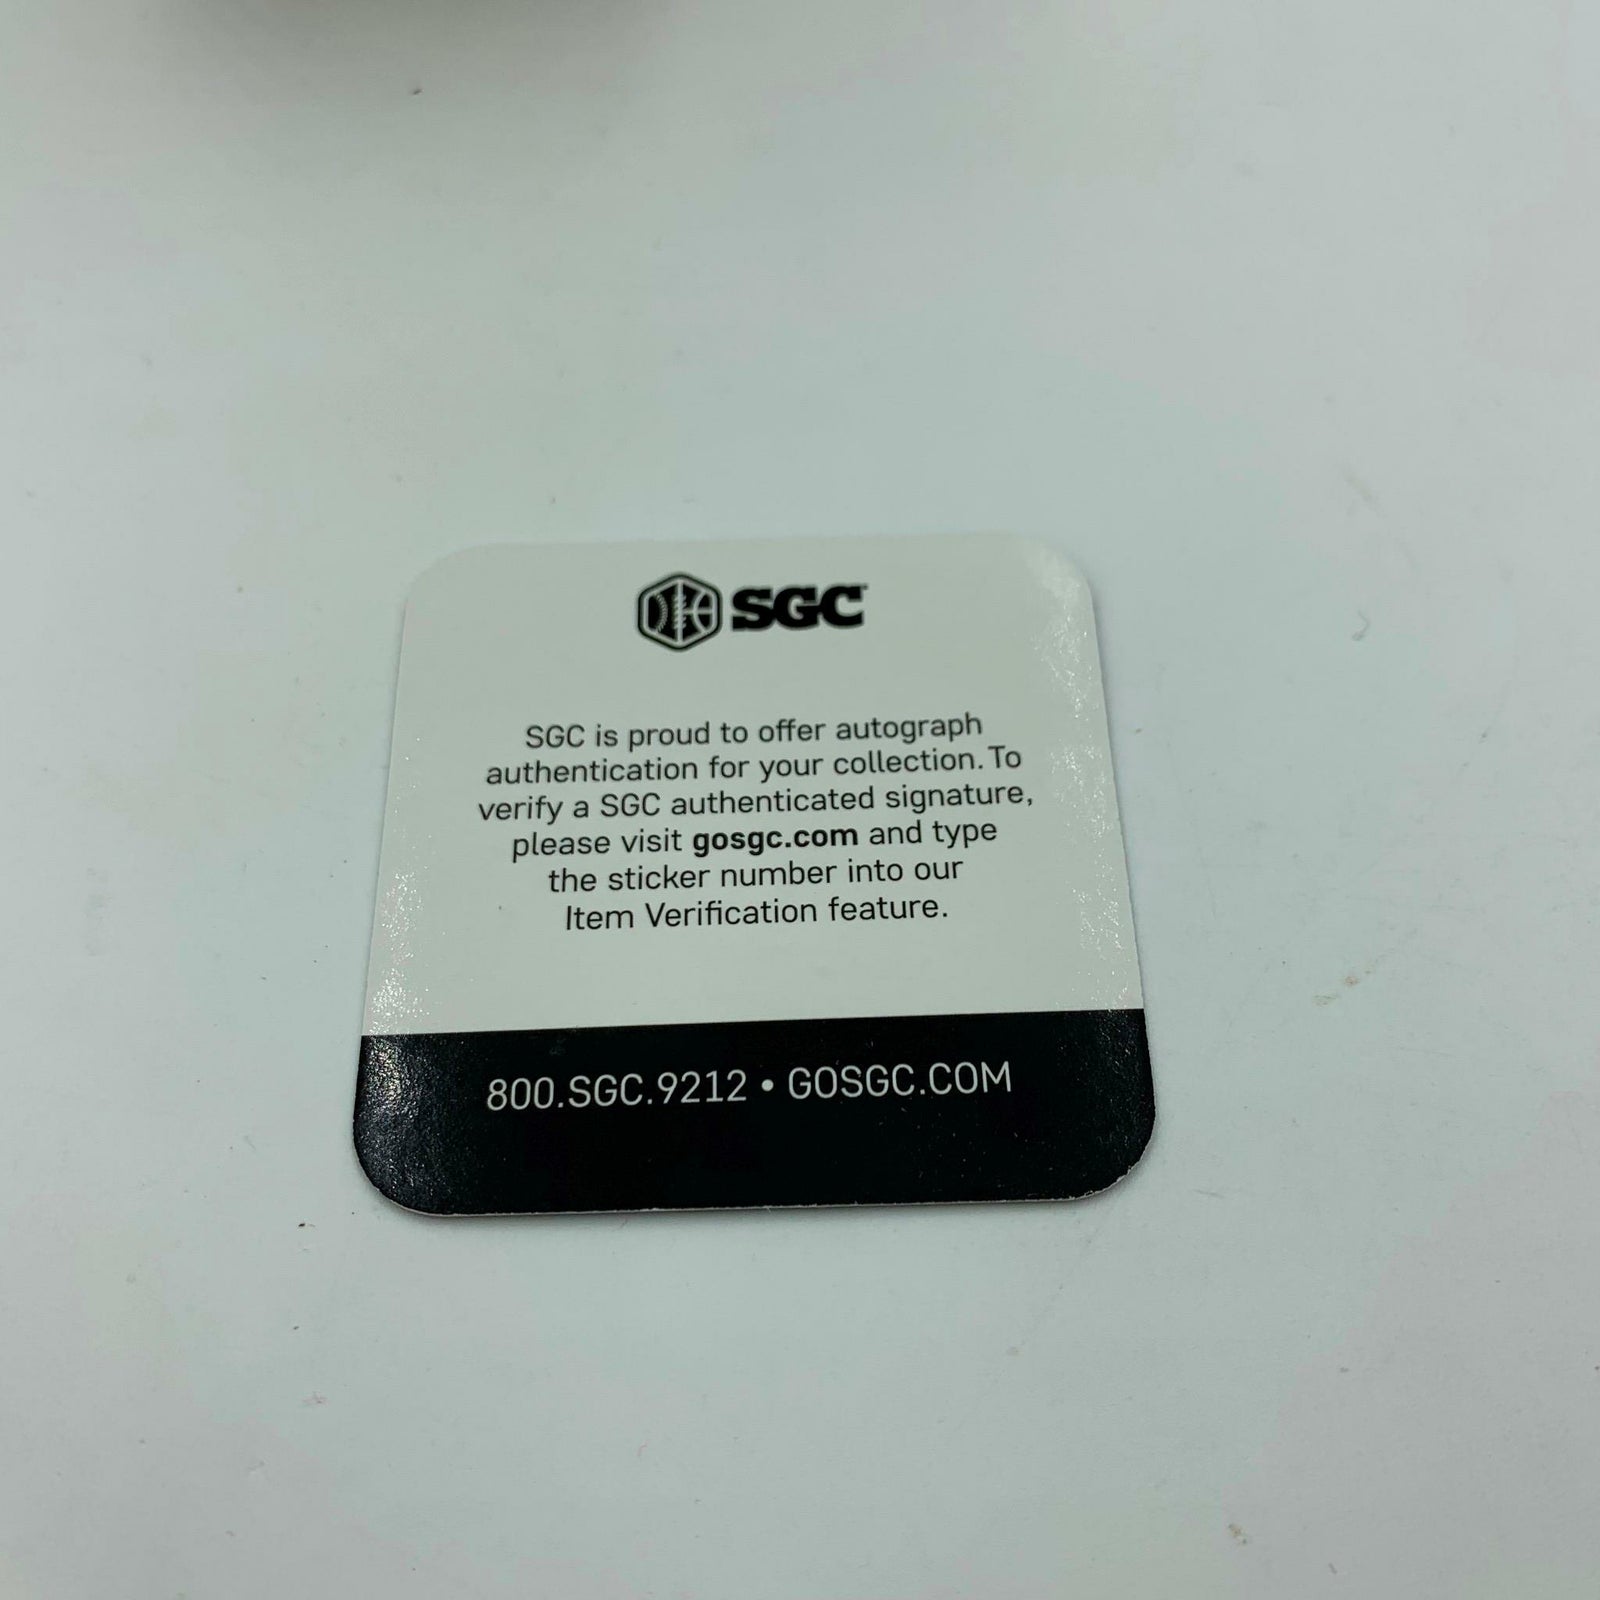 SGC
SGC is proud to offer autograph
authentication for your collection. To
verify a SGC authenticated signature,
please visit gosgc.com and type
the sticker number into our
Item Verification feature.
800.SGC.9212 • GOSGC.COM